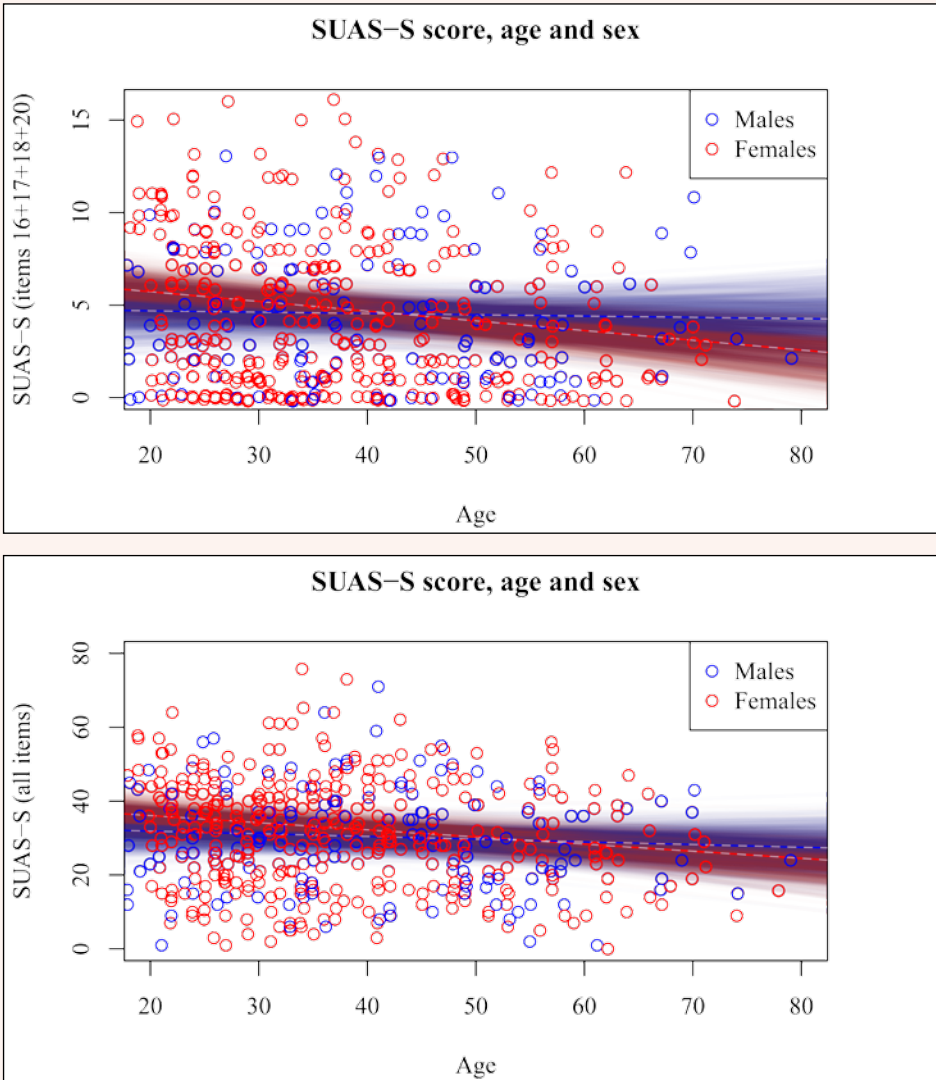 SUAS−S score, age and sex
SUAS−S (items 16+17+18+20)
15
10
5
0
Males
Females
20 30 40 50 60 70 80
Age
SUAS−S score, age and sex
SUAS−S (all items)
80
60
40
20
0
Males
Females
20 30 40 50 60 70 80
Age